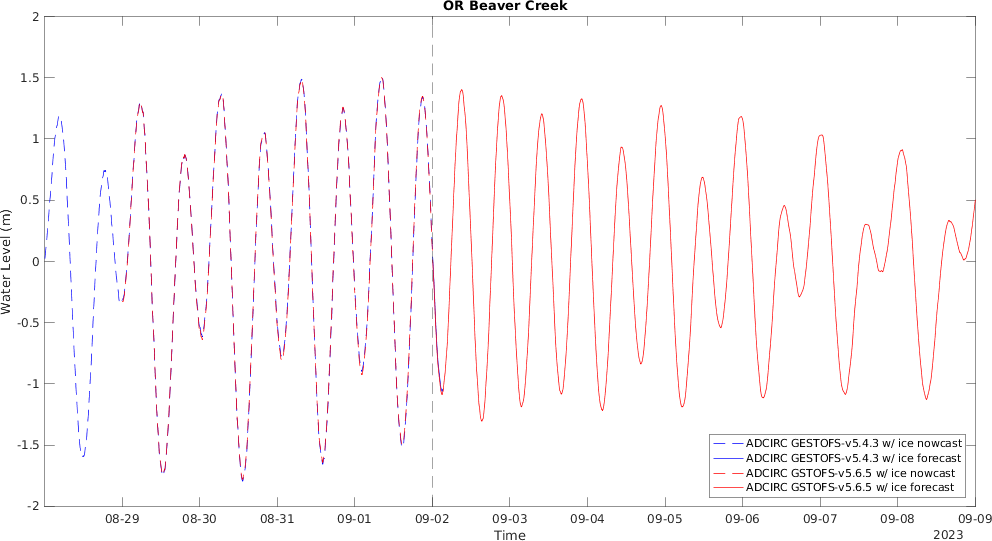 OR Beaver Creek
2
1.5
1
0.5
0
-0.5
-1
-1.5
-2
Water Level (m)
08-29 08-30 08-31 09-01 09-02 09-03 09-04 09-05 09-06 09-07 09-08 09-09
Time
2023
ADCIRC GESTOFS-v5.4.3 w/ ice nowcast
ADCIRC GESTOFS-v5.4.3 w/ ice forecast
ADCIRC GSTOFS-v5.6.5 w/ ice nowcast
ADCIRC GSTOFS-v5.6.5 w/ ice forecast